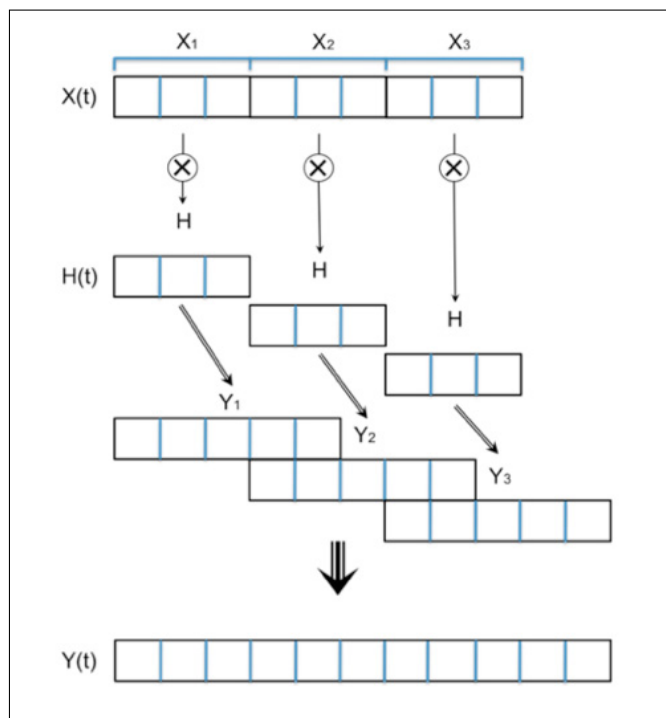 X₁ X₂ X₃
X(t)
H
H
H(t)
H
Y₁
Y₂
Y₃
Y(t)